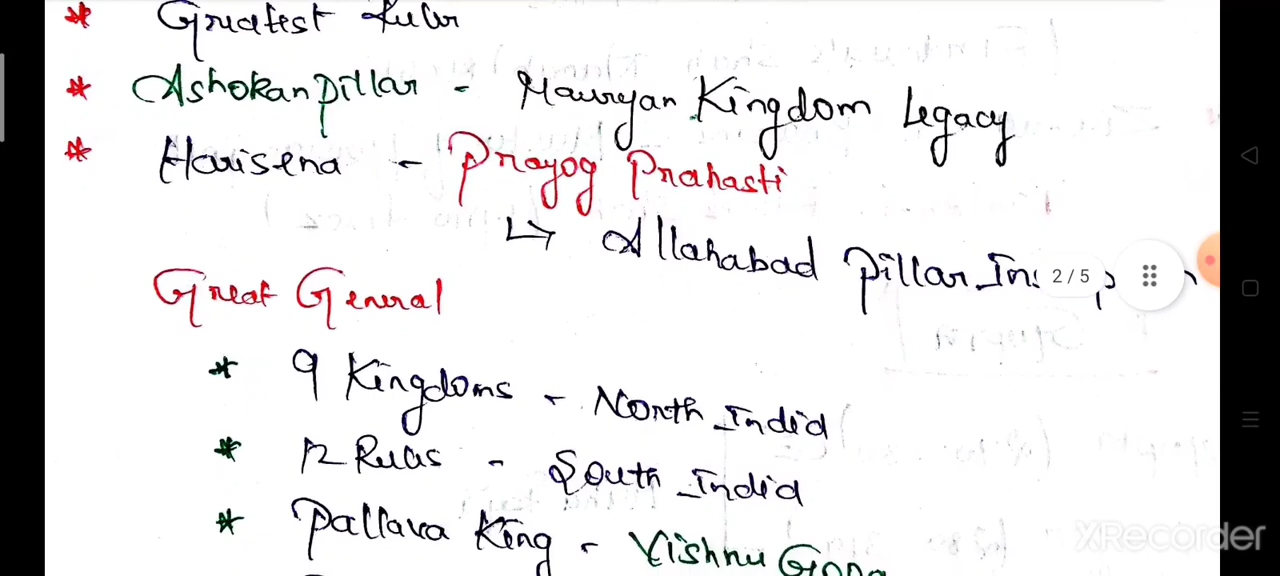 * Greatest Ruler
* Ashokan pillar - Mauryan Kingdom Legacy
* Harisena - Prayog Prahasti
↳ Allahabad Pillar
2/5
Great General
* 9 Kingdoms - North India
* 12 Rulers - South India
* Pallava King - Vishnu Gopa
XRecorder